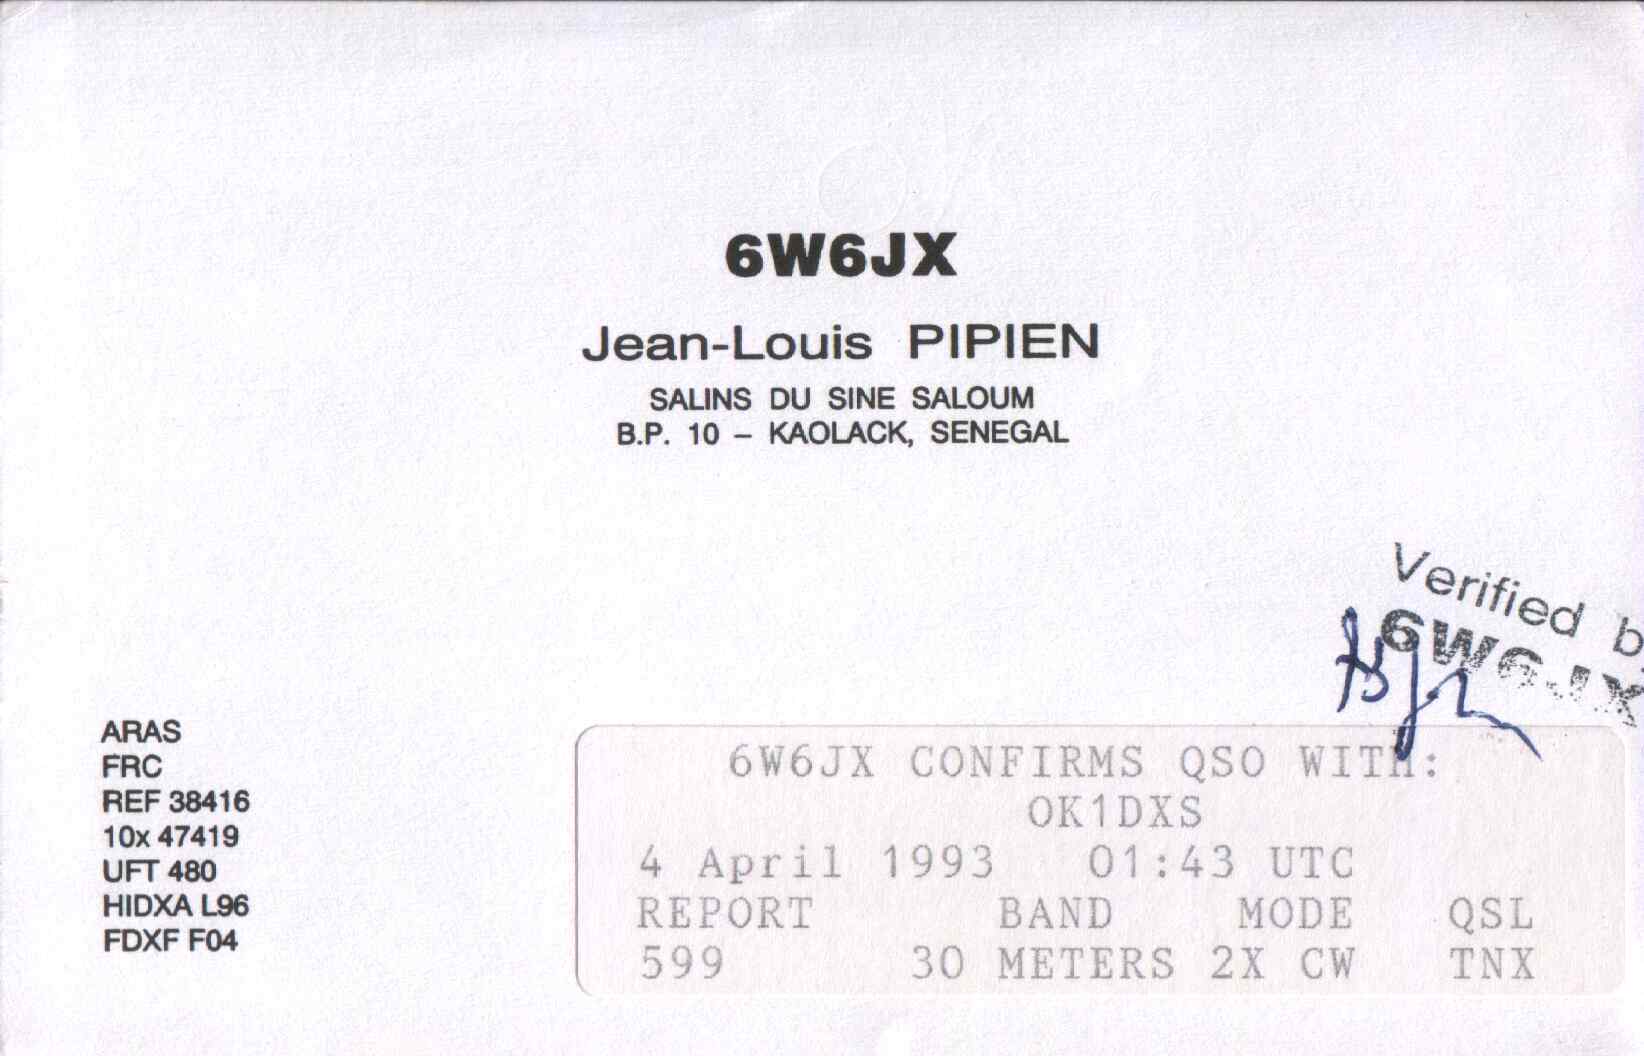 6W6JX
Jean-Louis PIPIEN
SALINS DU SINE SALOUM
B.P. 10 – KAOLACK, SENEGAL
Verified b
6W6JX
ARAS
FRC
REF 38416
10x 47419
UFT 480
HIDXA L96
FDXF F04
6W6JX CONFIRMS QSO WITH:
OK1DXS
4 April 1993 01:43 UTC
REPORT BAND MODE QSL
599 30 METERS 2X CW TNX